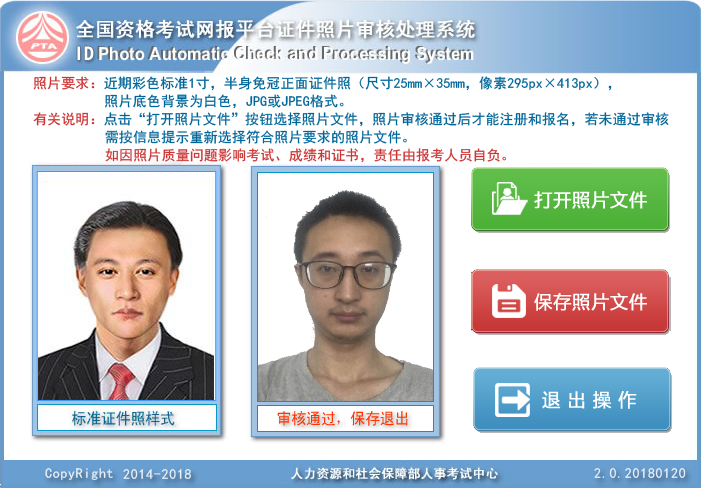 全国资格考试网报平台证件照片审核处理系统
PTA
ID Photo Automatic Check and Processing System
照片要求：近期彩色标准1寸，半身免冠正面证件照（尺寸25mm×35mm，像素295px×413px），
照片底色背景为白色，JPG或JPEG格式。
有关说明：点击“打开照片文件”按钮选择照片文件，照片审核通过后才能注册和报名，若未通过审核
需按信息提示重新选择符合照片要求的照片文件。
如因照片质量问题影响考试、成绩和证书，责任由报考人员自负。
打开照片文件
保存照片文件
退出操作
标准证件照样式
审核通过，保存退出
CopyRight 2014-2018
人力资源和社会保障部人事考试中心
2.0.20180120